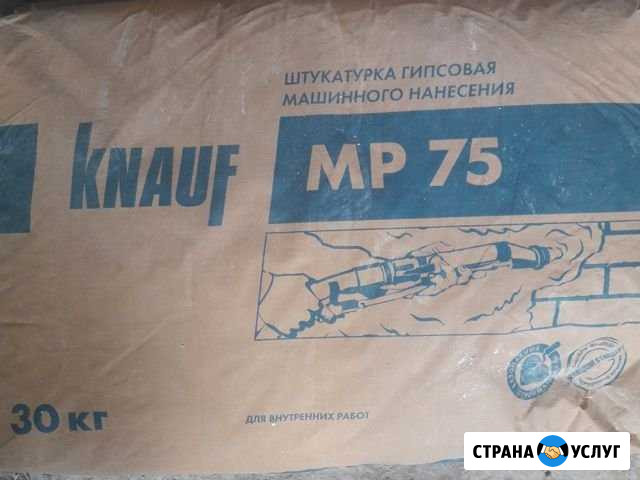 ШТУКАТУРКА ГИПСОВАЯ
МАШИННОГО НАНЕСЕНИЯ
KNAUF
MP 75
30 кг
ДЛЯ ВНУТРЕННИХ РАБОТ
СТРАНА УСЛУГ